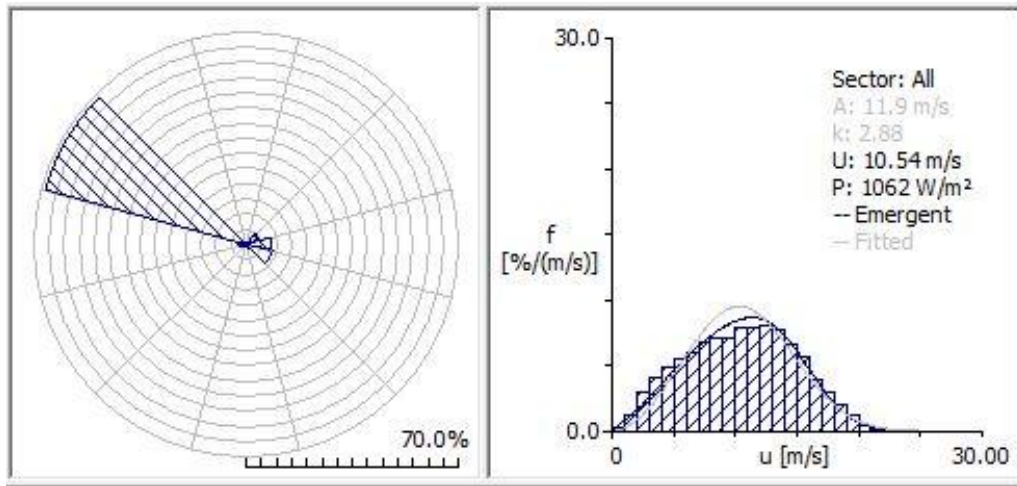 70.0%
30.0
f
[%/(m/s)]
0.0
0
u [m/s]
30.00
Sector: All
A: 11.9 m/s
k: 2.88
U: 10.54 m/s
P: 1062 W/m²
-- Emergent
— Fitted